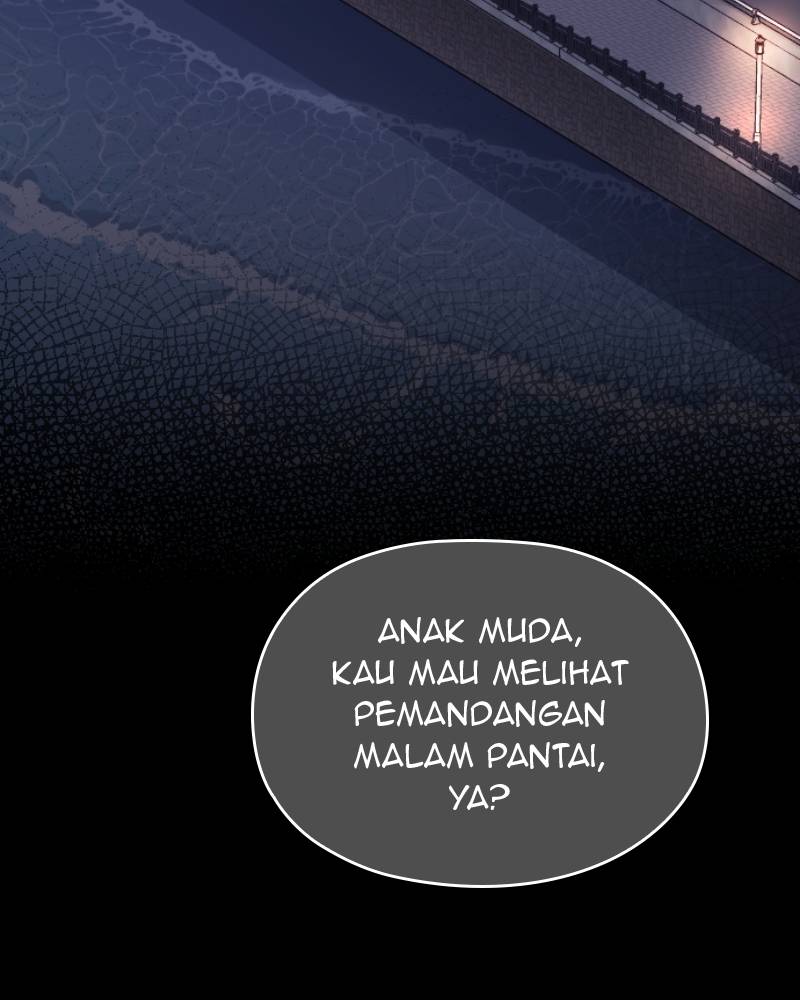 ANAK MUDA,
KAU MAU MELIHAT
PEMANDANGAN
MALAM PANTAI,
YA?